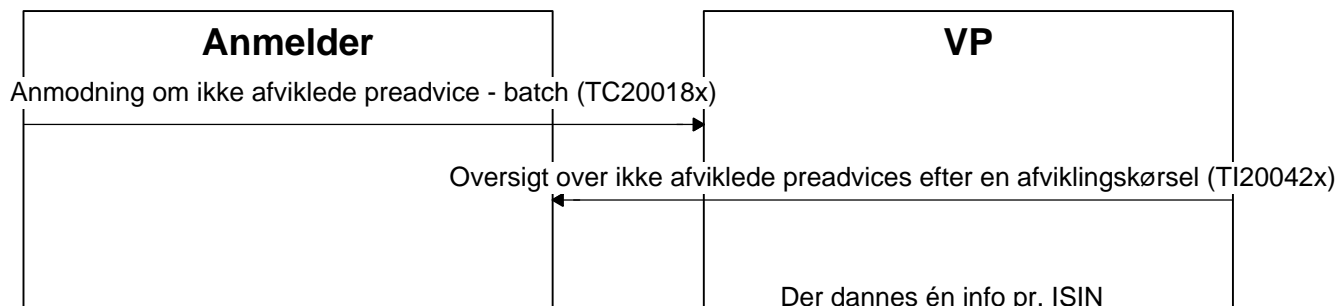 Anmelder
VP
Anmodning om ikke afviklede preadvice - batch (TC20018x)
Oversigt over ikke afviklede preadvices efter en afviklingskørsel (TI20042x)
Der dannes én info pr. ISIN